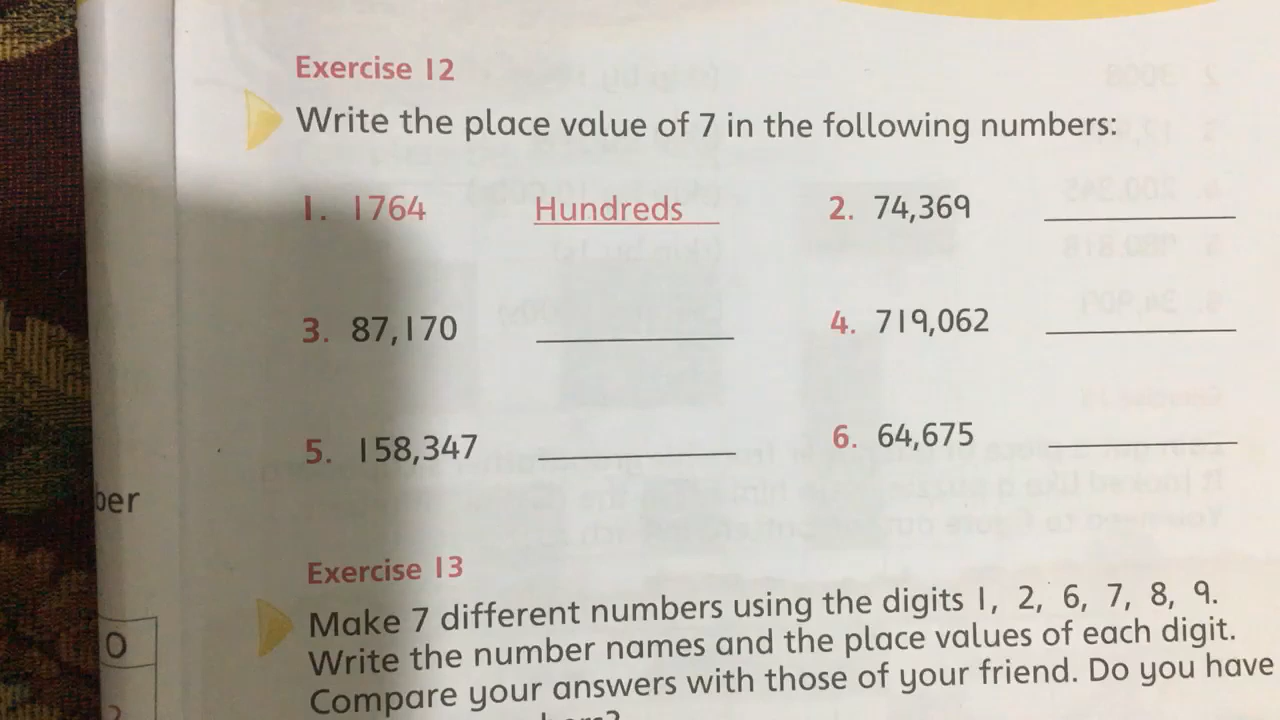 Exercise 12
Write the place value of 7 in the following numbers:
1. 1764 Hundreds 2. 74,369
3. 87,170 4. 719,062
5. 158,347 6. 64,675
ber
Exercise 13
Make 7 different numbers using the digits 1, 2, 6, 7, 8, 9.
O
Write the number names and the place values of each digit.
Compare your answers with those of your friend. Do you have